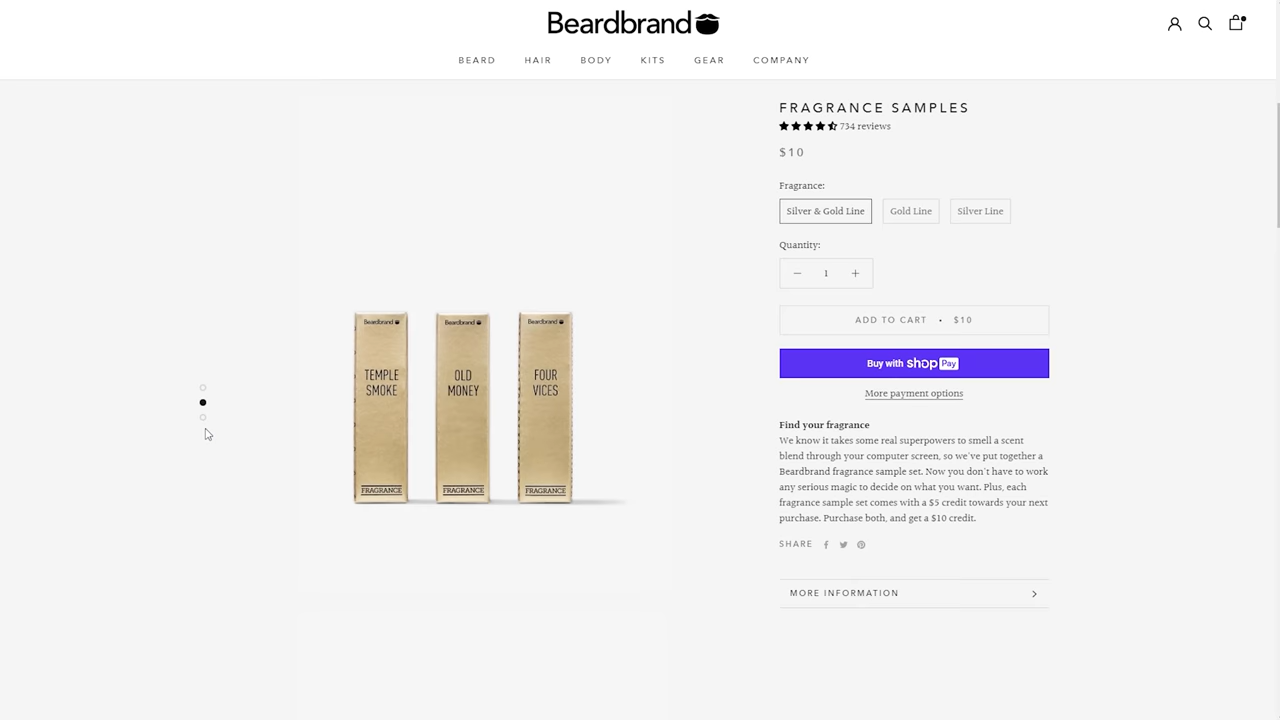 Beardbrand
BEARD HAIR BODY KITS GEAR COMPANY
FRAGRANCE SAMPLES
734 reviews
$10
Fragrance:
Silver & Gold Line Gold Line Silver Line
Quantity:
− 1 +
ADD TO CART • $10
Buy with shop Pay
More payment options
Find your fragrance
We know it takes some real superpowers to smell a scent
blend through your computer screen, so we've put together a
Beardbrand fragrance sample set. Now you don't have to work
any serious magic to decide on what you want. Plus, each
fragrance sample set comes with a $5 credit towards your next
purchase. Purchase both, and get a $10 credit.
SHARE
MORE INFORMATION
Beardbrand
TEMPLE
SMOKE
FRAGRANCE
Beardbrand
OLD
MONEY
FRAGRANCE
Beardbrand
FOUR
VICES
FRAGRANCE